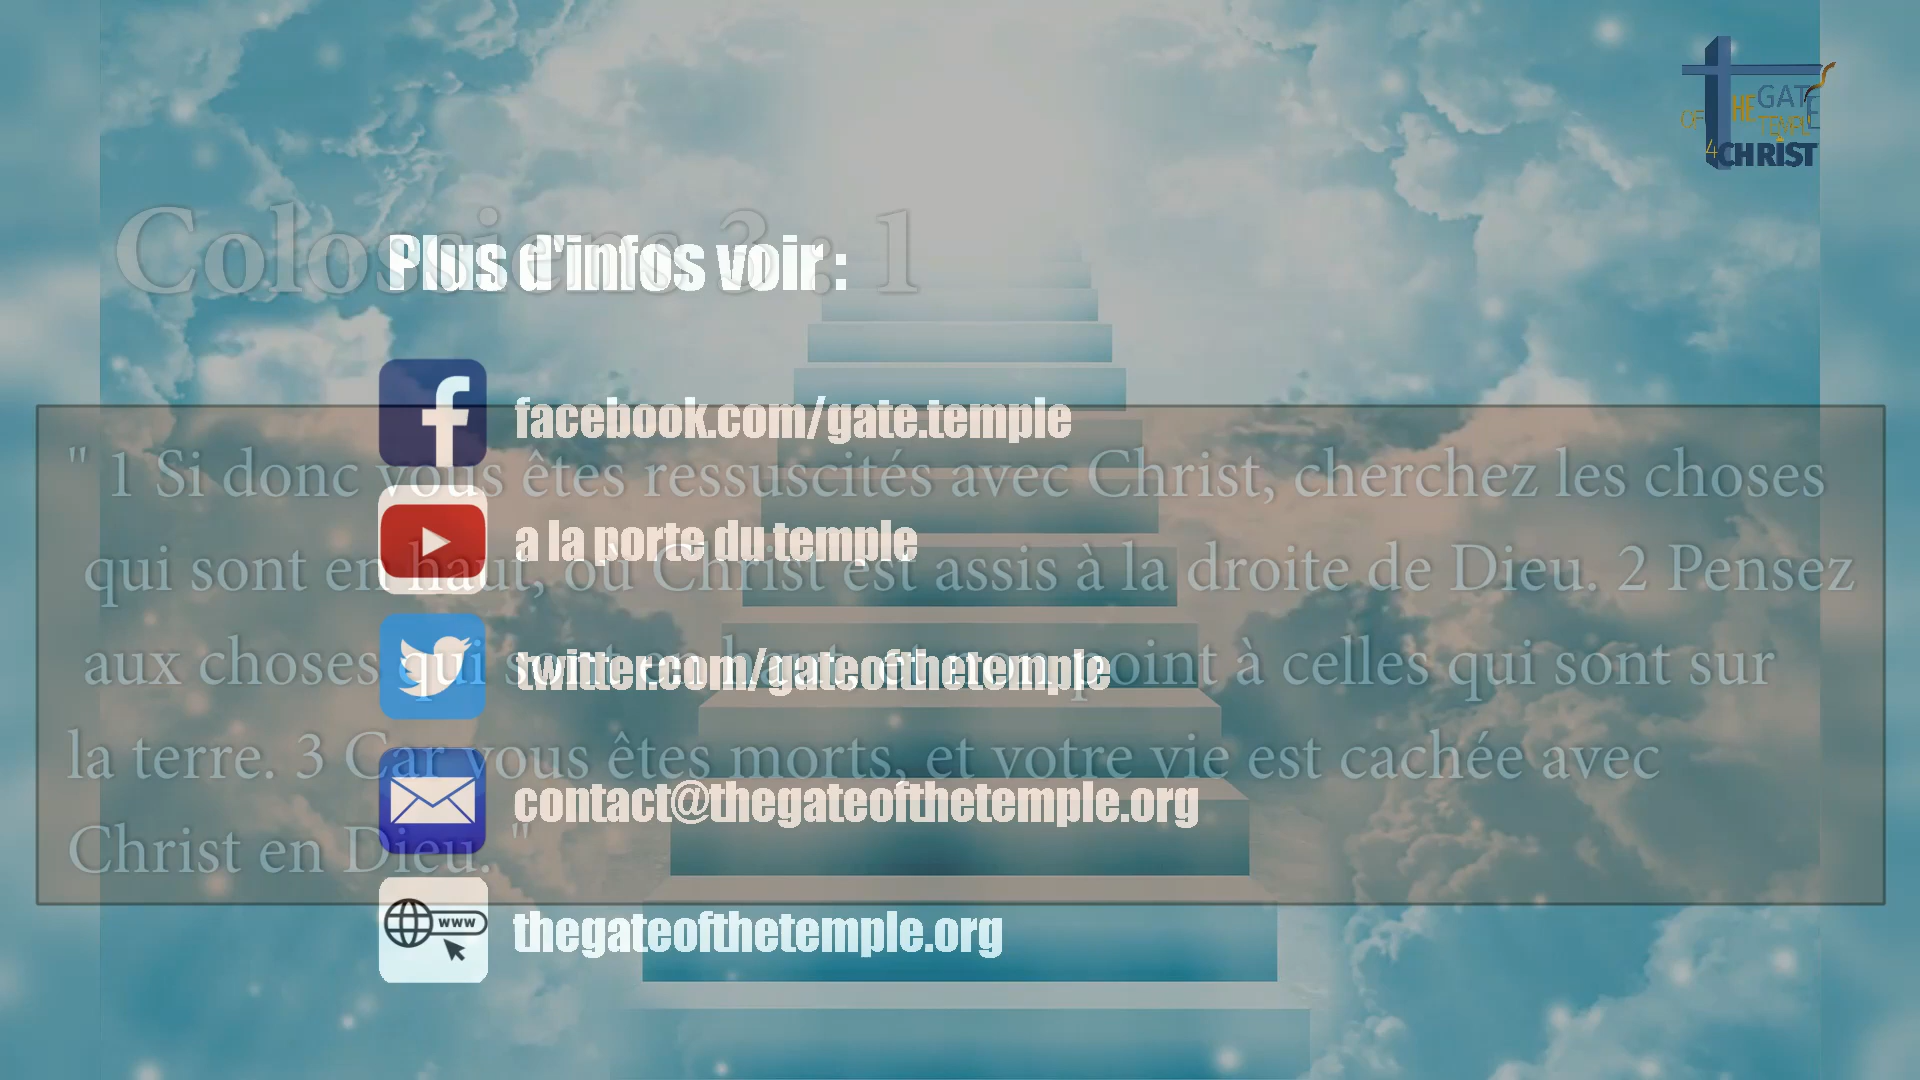 OF THE GATE
TEMPLE
4CHRIST
Colossiens 3 : 1
Plus d'infos voir :
facebook.com/gate.temple
" 1 Si donc vous êtes ressuscités avec Christ, cherchez les choses
a la porte du temple
qui sont en haut, où Christ est assis à la droite de Dieu. 2 Pensez
aux choses qui sont en haut, et non point à celles qui sont sur
twitter.com/gateofthetemple
la terre. 3 Car vous êtes morts, et votre vie est cachée avec
contact@thegateofthetemple.org
Christ en Dieu. "
www
thegateofthetemple.org